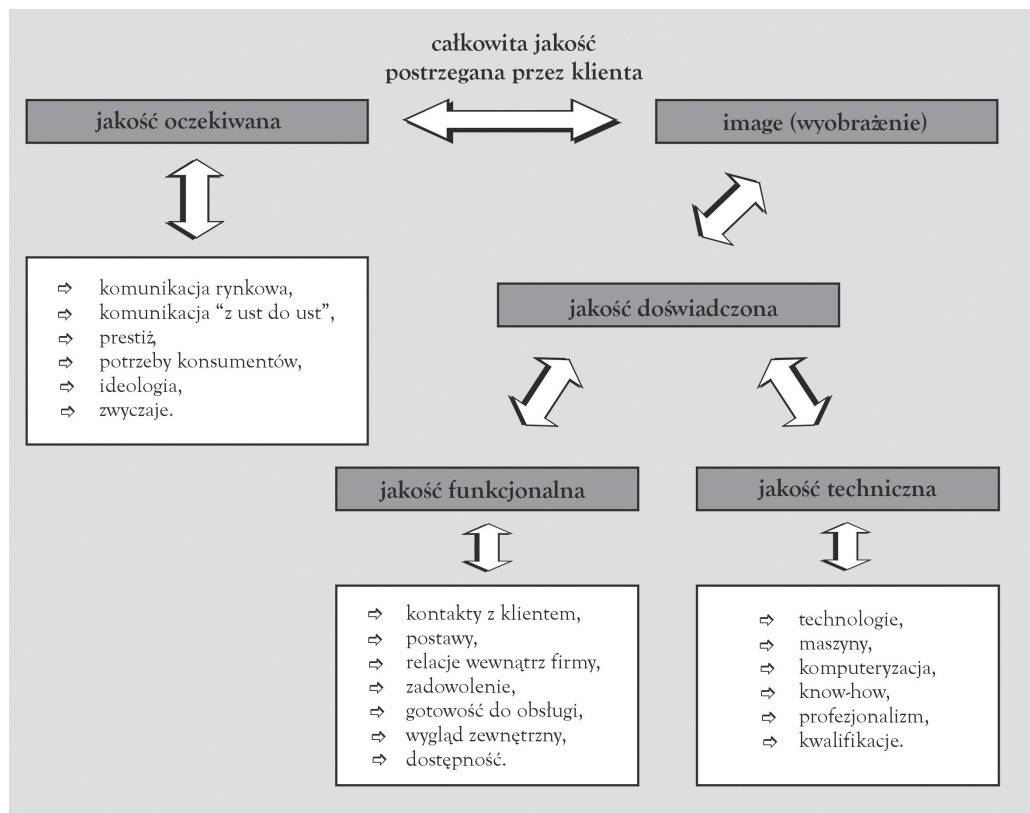 całkowita jakość
postrzegana przez klienta
jakość oczekiwana
image (wyobrażenie)
⇨ komunikacja rynkowa,
⇨ komunikacja “z ust do ust”,
⇨ prestiż,
⇨ potrzeby konsumentów,
⇨ ideologia,
⇨ zwyczaje.
jakość doświadczona
jakość funkcjonalna
jakość techniczna
⇨ kontakty z klientem,
⇨ postawy,
⇨ relacje wewnątrz firmy,
⇨ zadowolenie,
⇨ gotowość do obsługi,
⇨ wygląd zewnętrzny,
⇨ dostępność.
⇨ technologie,
⇨ maszyny,
⇨ komputeryzacja,
⇨ know-how,
⇨ profezjonalizm,
⇨ kwalifikacje.